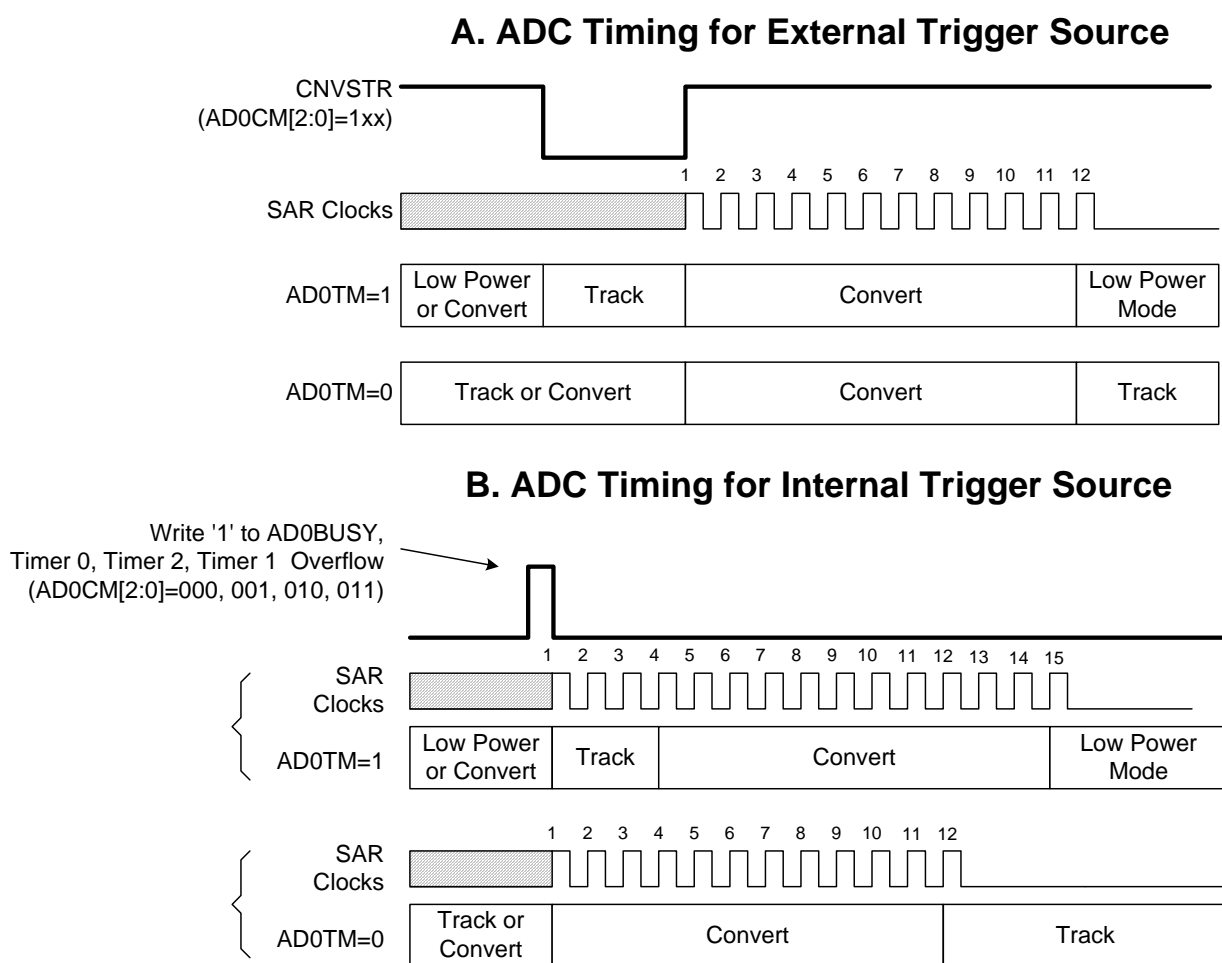 A. ADC Timing for External Trigger Source
CNVSTR
(AD0CM[2:0]=1xx)
1 2 3 4 5 6 7 8 9 10 11 12
SAR Clocks
AD0TM=1
Low Power
or Convert
Track
Convert
Low Power
Mode
AD0TM=0
Track or Convert
Convert
Track
B. ADC Timing for Internal Trigger Source
Write '1' to AD0BUSY,
Timer 0, Timer 2, Timer 1 Overflow
(AD0CM[2:0]=000, 001, 010, 011)
1 2 3 4 5 6 7 8 9 10 11 12 13 14 15
SAR
Clocks
AD0TM=1
Low Power
or Convert
Track
Convert
Low Power
Mode
1 2 3 4 5 6 7 8 9 10 11 12
SAR
Clocks
AD0TM=0
Track or
Convert
Convert
Track